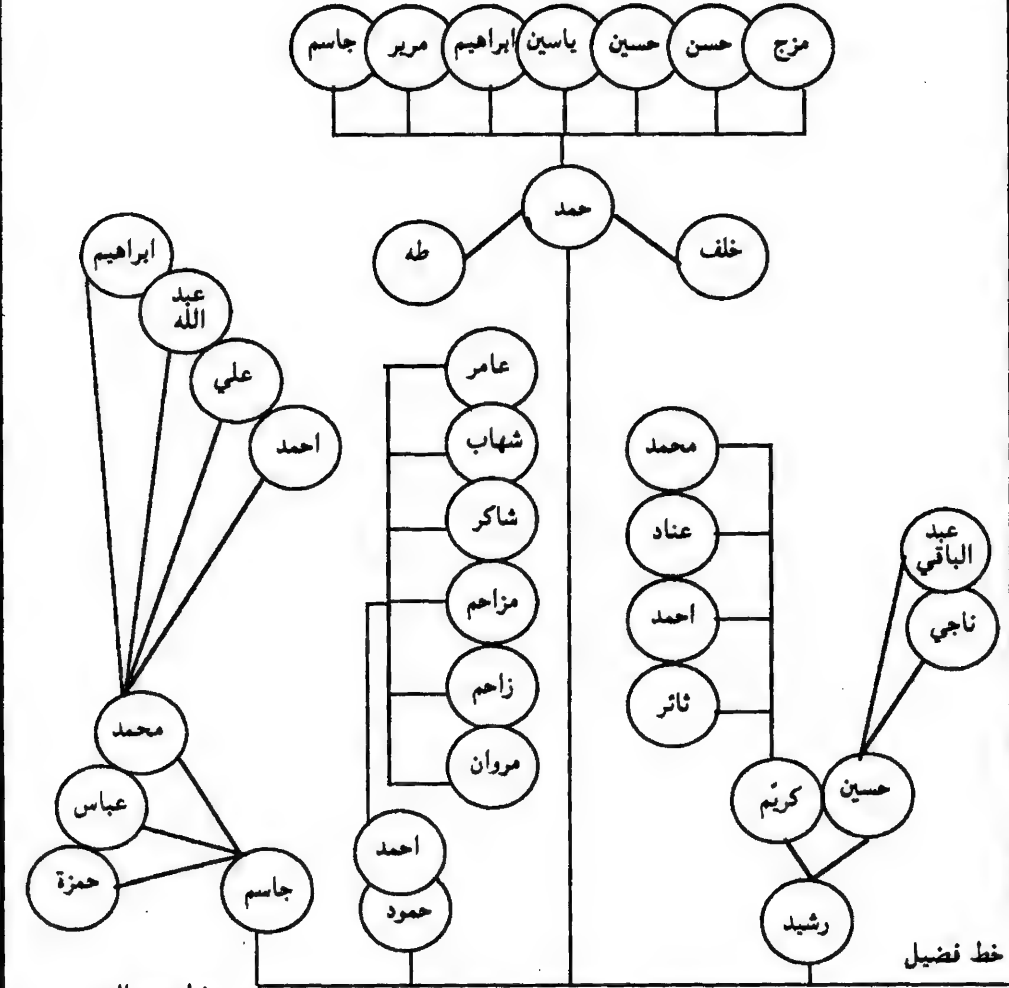 مزج
حسن
حسين
ياسين
ابراهيم
مرير
جاسم
حمد
خلف
طه
ابراهيم
عبد
الله
علي
احمد
عامر
شهاب
شاكر
مزاحم
زاحم
مروان
محمد
عناد
احمد
ثائر
عبد
الباقي
ناجي
حسين
كريّم
رشيد
محمد
عباس
حمزة
جاسم
احمد
حمود
خط فضيل